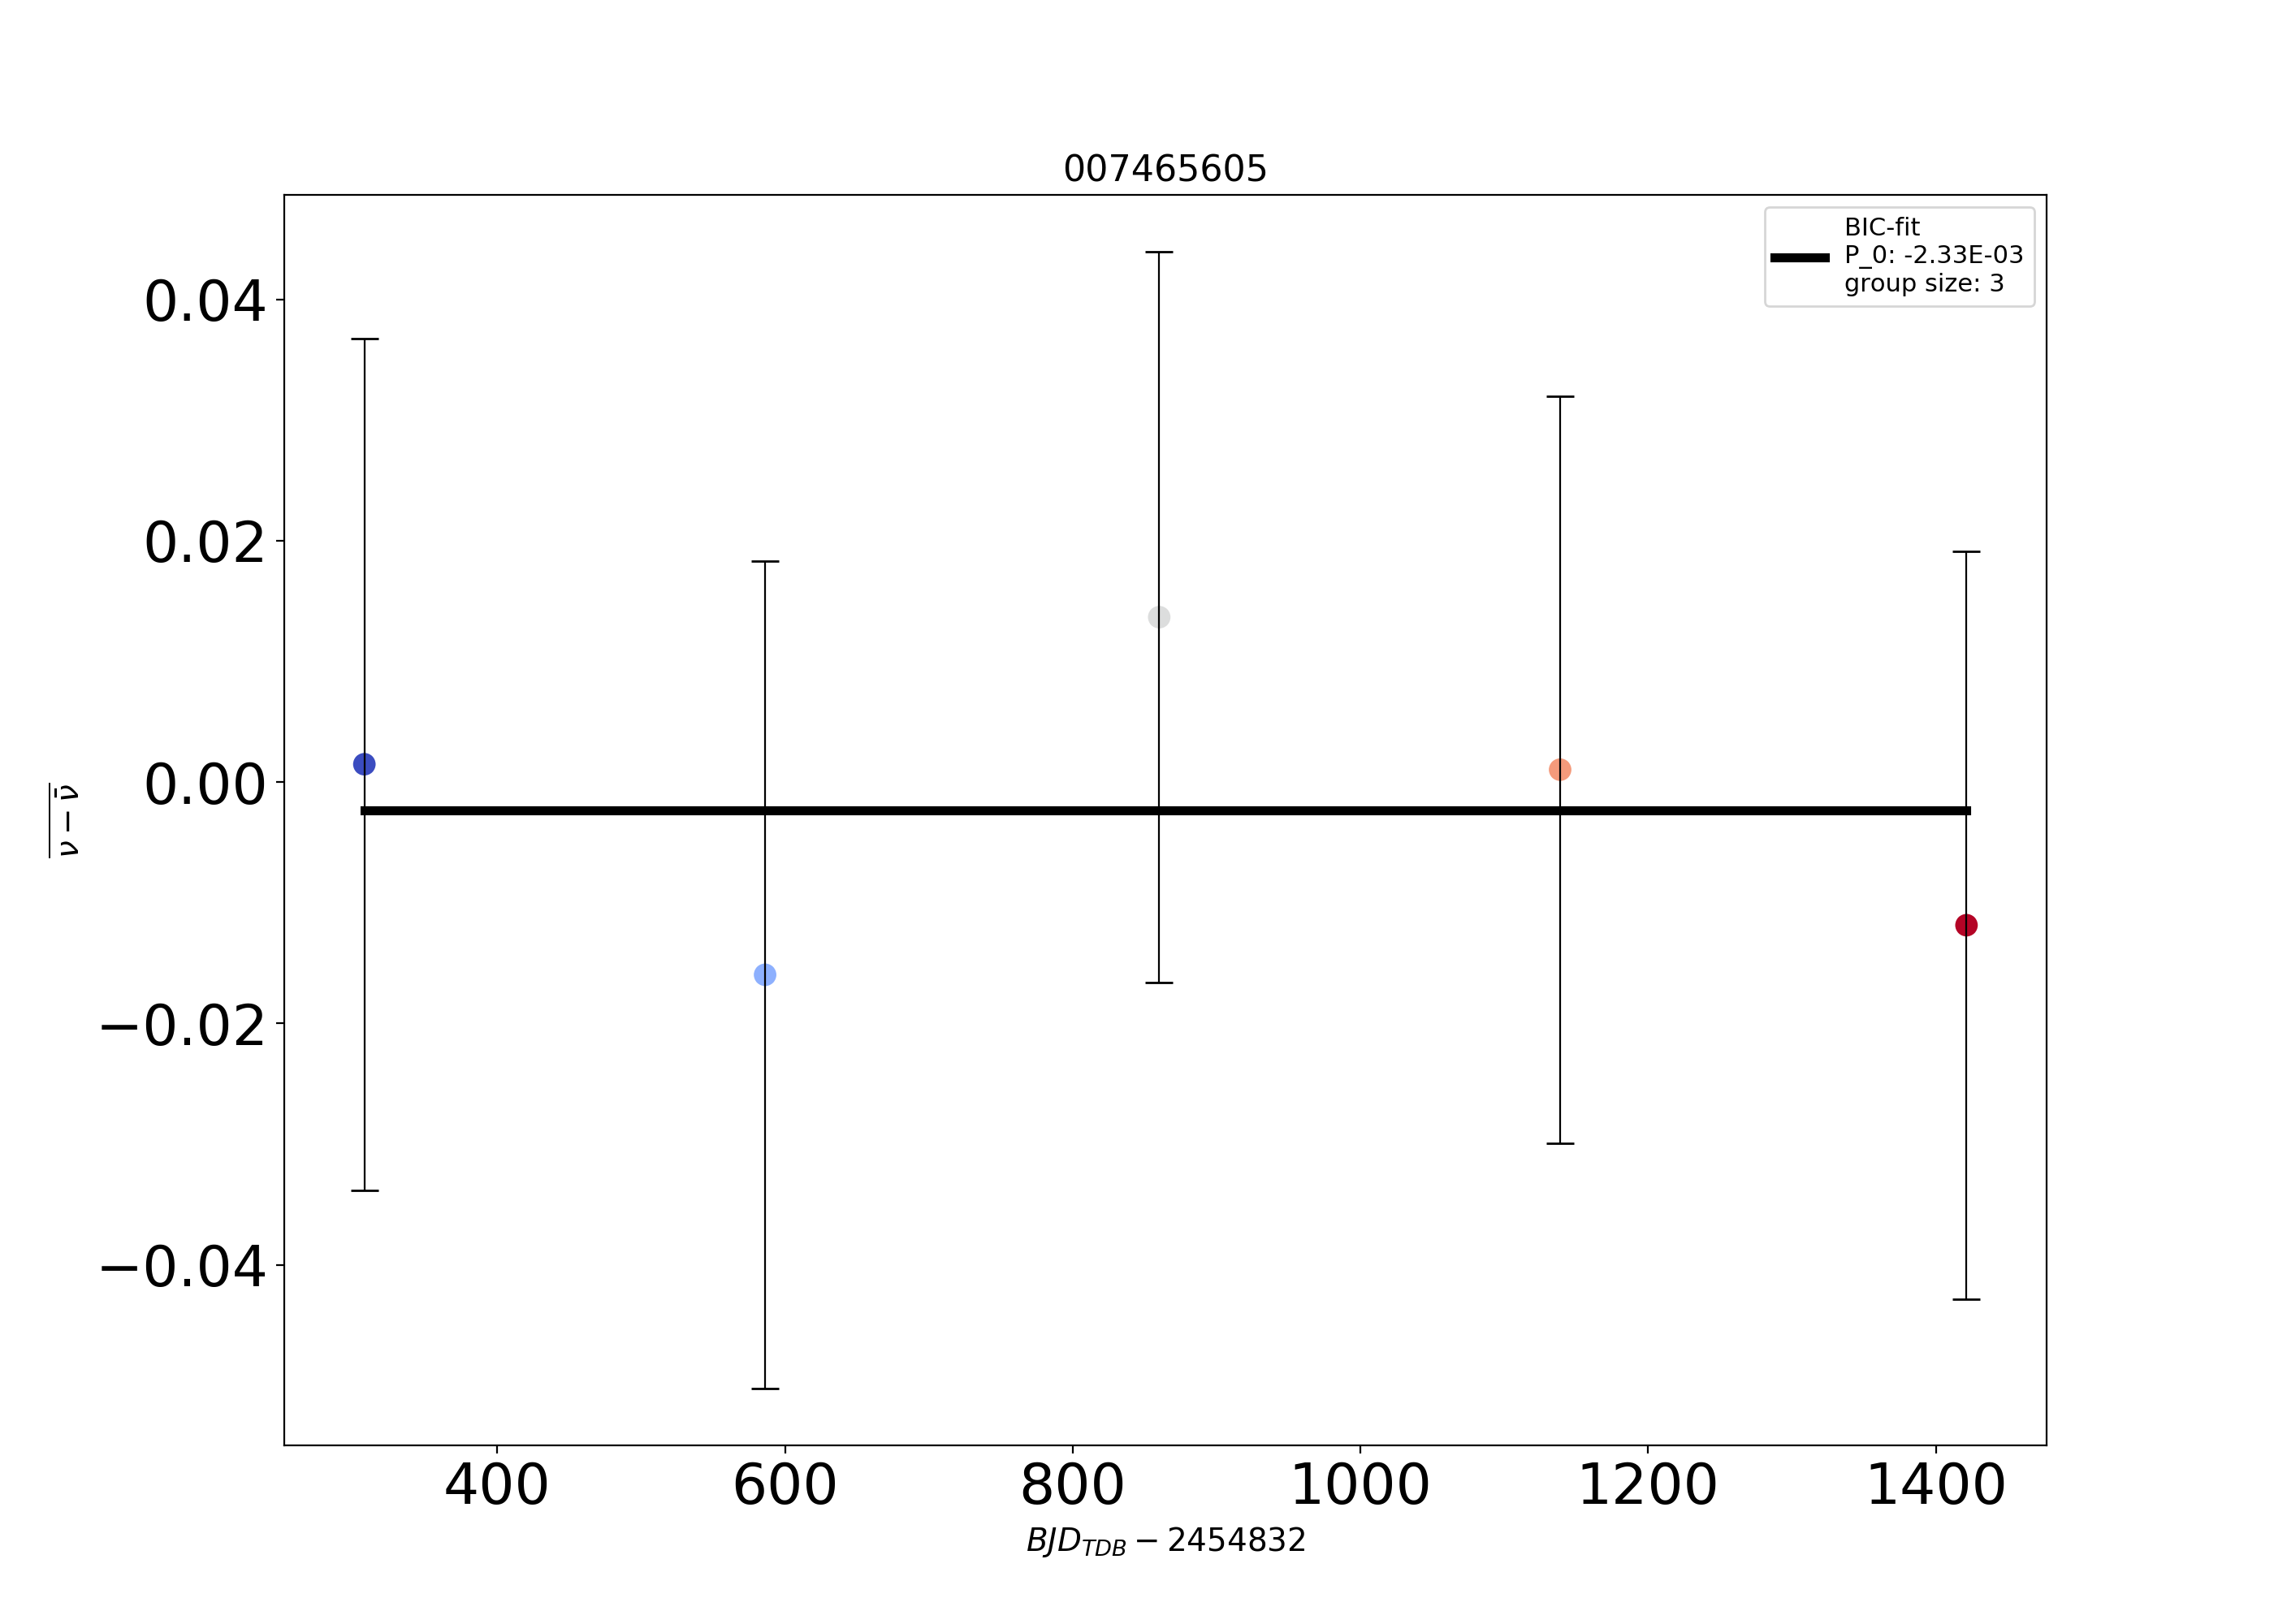 007465605
BIC-fit
P_0: -2.33E-03
group size: 3
0.04
0.02
0.00
−0.02
−0.04
ν − ν̄
400 600 800 1000 1200 1400
BJD_TDB − 2454832